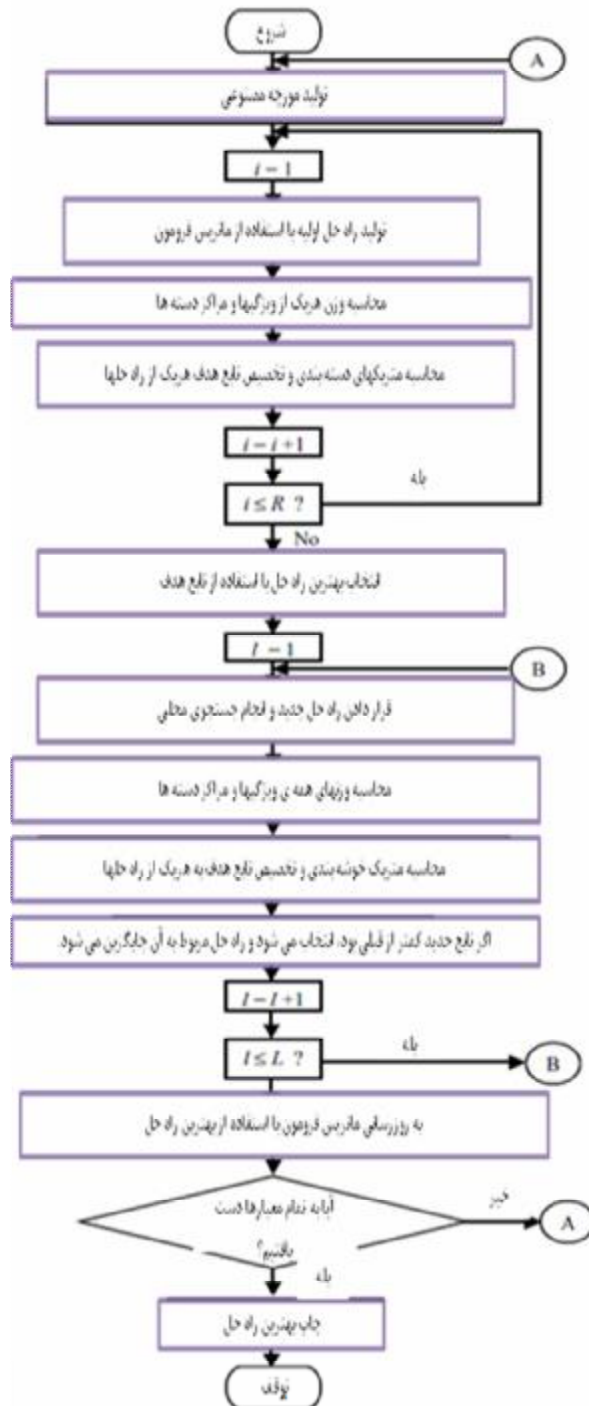 شروع
A
تولید مورچه مصنوعی
i = 1
تولید راه حل اولیه با استفاده از ماتریس فرومون
محاسبه وزن هریک از ویژگیها و مراکز دسته ها
محاسبه متریکهای دسته بندی و تخصیص تابع هدف هریک از راه حلها
i = i +1
بله
i ≤ R ?
No
انتخاب بهترین راه حل با استفاده از تابع هدف
l = 1
B
قرار دادن راه حل جدید و انجام جستجوی محلی
محاسبه وزنهای همه ی ویژگیها و مراکز دسته ها
محاسبه متریک خوشه بندی و تخصیص تابع هدف به هریک از راه حلها
اگر تابع جدید کمتر از قبلی بود، انتخاب می شود و راه حل مربوط به آن جایگزین می شود.
l = l +1
بله
l ≤ L ?
B
به روزرسانی ماتریس فرومون با استفاده از بهترین راه حل
آیا به تمام معیارها دست
خیر
A
یافتیم؟
بله
چاپ بهترین راه حل
توقف